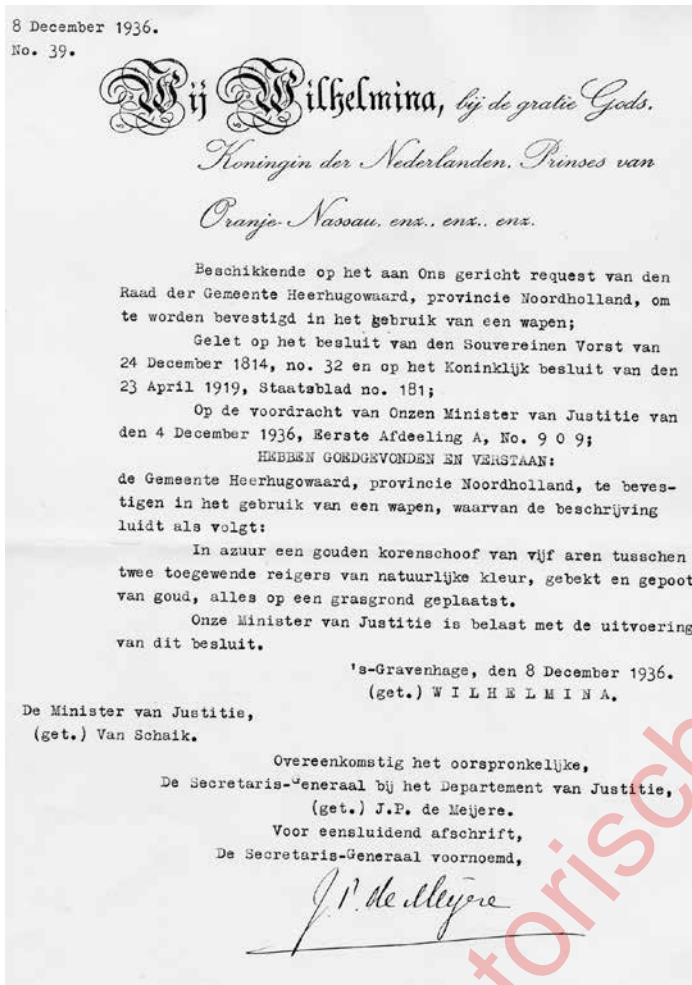 8 December 1936.
No. 39.
Wij Wilhelmina, bij de gratie Gods,
Koningin der Nederlanden, Prinses van
Oranje-Nassau, enz., enz., enz.
Beschikkende op het aan Ons gericht request van den
Raad der Gemeente Heerhugowaard, provincie Noordholland, om
te worden bevestigd in het gebruik van een wapen;
Gelet op het besluit van den Souvereinen Vorst van
24 December 1814, no. 32 en op het Koninklijk besluit van den
23 April 1919, Staatsblad no. 181;
Op de voordracht van Onzen Minister van Justitie van
den 4 December 1936, Eerste Afdeeling A, No. 9 0 9;
HEBBEN GOEDGEVONDEN EN VERSTAAN:
de Gemeente Heerhugowaard, provincie Noordholland, te beves-
tigen in het gebruik van een wapen, waarvan de beschrijving
luidt als volgt:
In azuur een gouden korenschoof van vijf aren tusschen
twee toegewende reigers van natuurlijke kleur, gebekt en gepoot
van goud, alles op een grasgrond geplaatst.
Onze Minister van Justitie is belast met de uitvoering
van dit besluit.
's-Gravenhage, den 8 December 1936.
(get.) W I L H E L M I N A.
De Minister van Justitie,
(get.) Van Schaik.
Overeenkomstig het oorspronkelijke,
De Secretaris-Generaal bij het Departement van Justitie,
(get.) J.P. de Meijere.
Voor eensluidend afschrift,
De Secretaris-Generaal voornoemd,
J.P. de Meijere
torisch